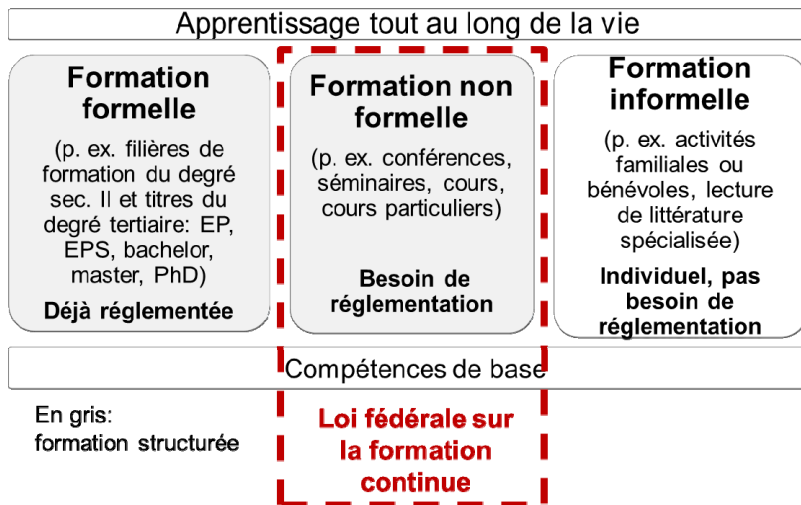 Apprentissage tout au long de la vie
Formation
formelle
(p. ex. filières de
formation du degré
sec. II et titres du
degré tertiaire: EP,
EPS, bachelor,
master, PhD)
Déjà réglementée
Formation non
formelle
(p. ex. conférences,
séminaires, cours,
cours particuliers)
Besoin de
réglementation
Formation
informelle
(p. ex. activités
familiales ou
bénévoles, lecture
de littérature
spécialisée)
Individuel, pas
besoin de
réglementation
Compétences de base
En gris:
formation structurée
Loi fédérale sur
la formation
continue